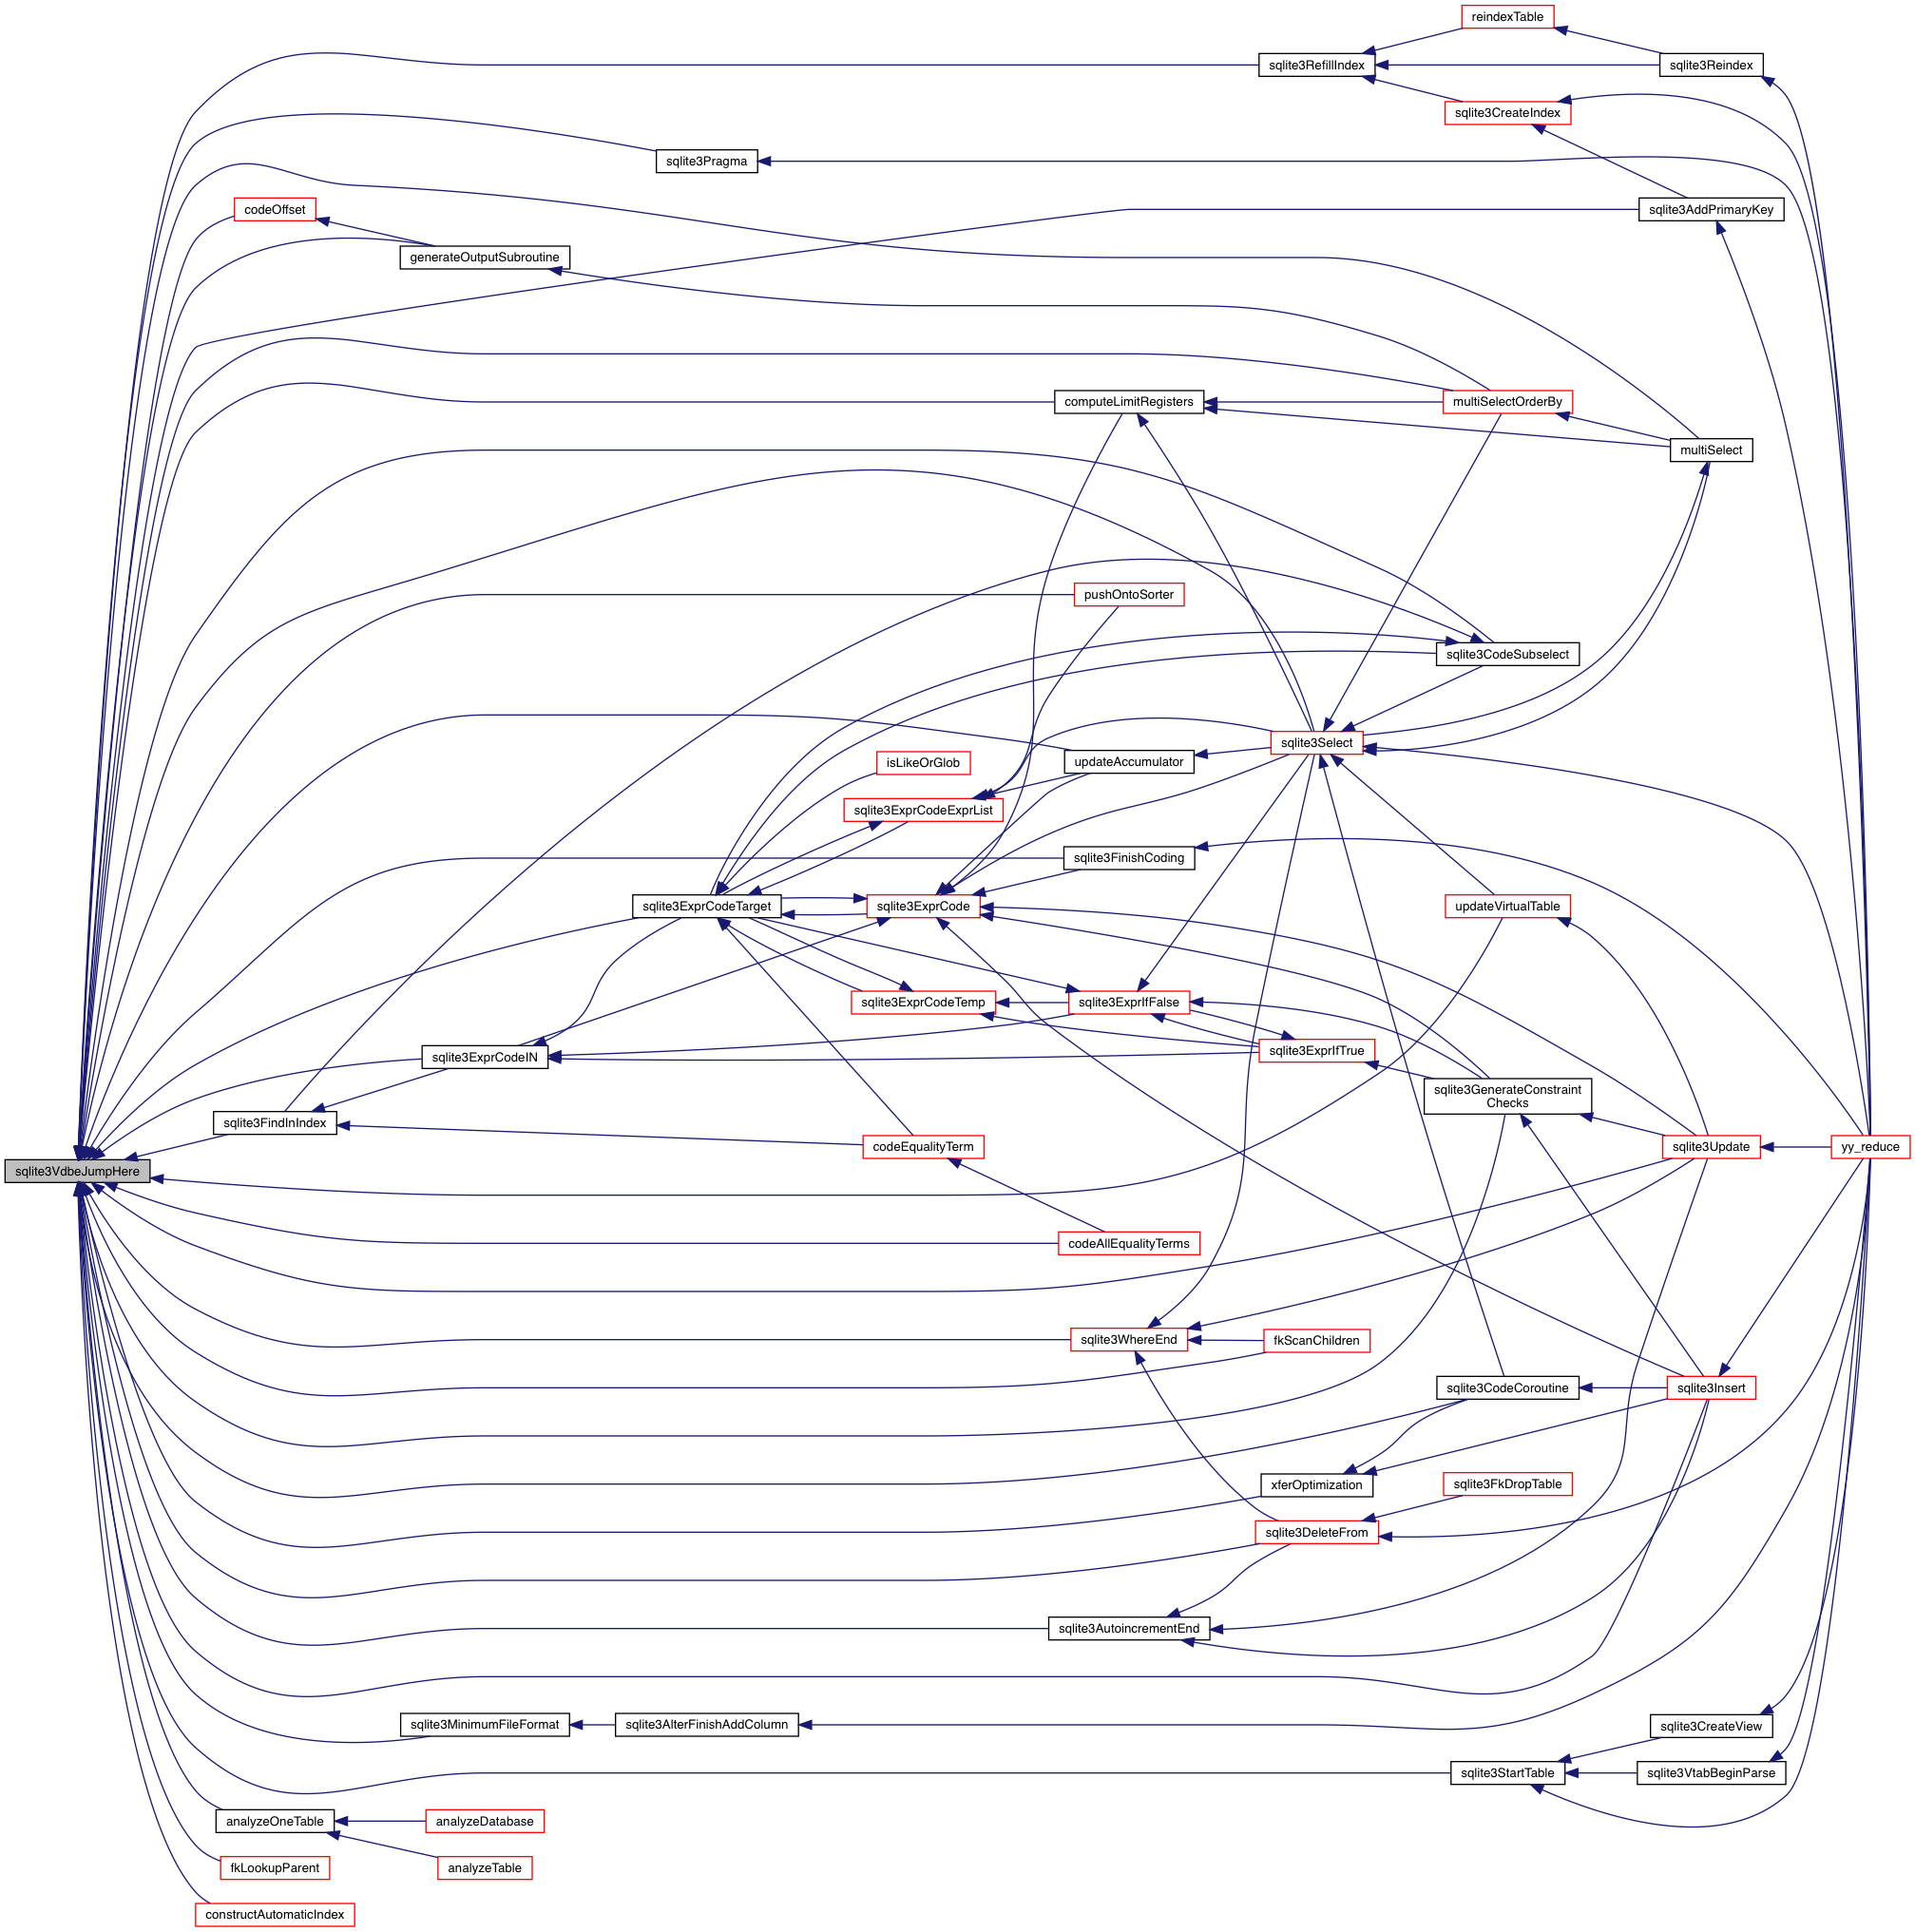 reindexTable
sqlite3RefillIndex
sqlite3Reindex
sqlite3CreateIndex
sqlite3Pragma
codeOffset
sqlite3AddPrimaryKey
generateOutputSubroutine
computeLimitRegisters
multiSelectOrderBy
multiSelect
pushOntoSorter
sqlite3CodeSubselect
sqlite3Select
isLikeOrGlob
updateAccumulator
sqlite3ExprCodeExprList
sqlite3FinishCoding
sqlite3ExprCodeTarget
sqlite3ExprCode
updateVirtualTable
sqlite3ExprCodeTemp
sqlite3ExprIfFalse
sqlite3ExprCodeIN
sqlite3ExprIfTrue
sqlite3GenerateConstraint
Checks
sqlite3FindInIndex
codeEqualityTerm
sqlite3Update
yy_reduce
sqlite3VdbeJumpHere
codeAllEqualityTerms
sqlite3WhereEnd
fkScanChildren
sqlite3CodeCoroutine
sqlite3Insert
xferOptimization
sqlite3FkDropTable
sqlite3DeleteFrom
sqlite3AutoincrementEnd
sqlite3MinimumFileFormat
sqlite3AlterFinishAddColumn
sqlite3CreateView
sqlite3StartTable
sqlite3VtabBeginParse
analyzeOneTable
analyzeDatabase
fkLookupParent
analyzeTable
constructAutomaticIndex